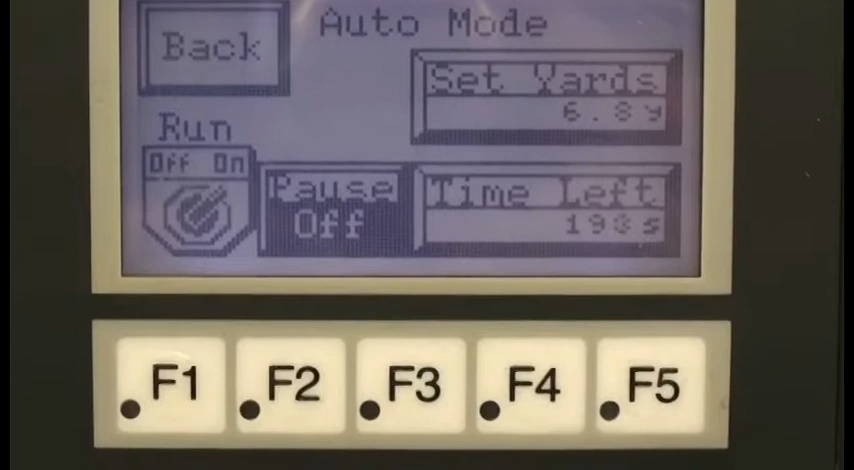 Back
Auto Mode
Set Yards
6.8y
Run
Off On
Pause
Off
Time Left
F1 F2 F3 F4 F5